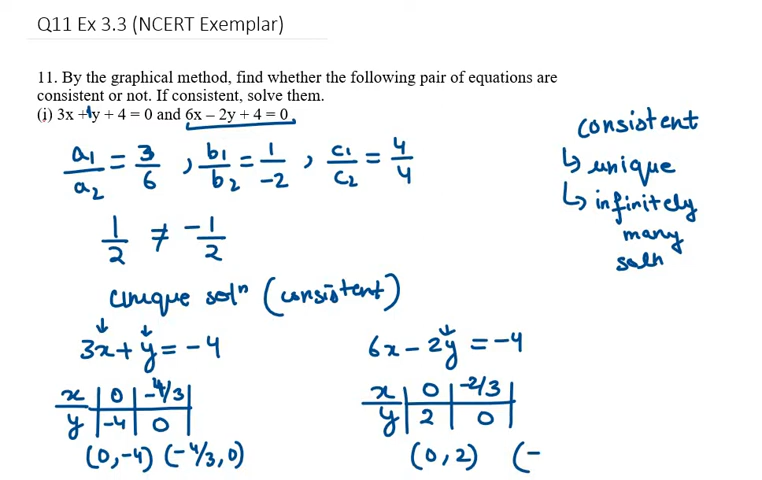 Q11 Ex 3.3 (NCERT Exemplar)
11. By the graphical method, find whether the following pair of equations are
consistent or not. If consistent, solve them.
(i) 3x + y + 4 = 0 and 6x – 2y + 4 = 0
consistent
↳ unique
↳ infinitely
many
soln
a1/a2 = 3/6 , b1/b2 = 1/-2 , c1/c2 = 4/4
1/2 ≠ -1/2
unique solⁿ (consistent)
3x + y = -4
6x - 2y = -4
x | 0 | -4/3 |
y | -4 | 0
x | 0 | -2/3 |
y | 2 | 0
(0, -4) (-4/3, 0)
(0, 2) (-